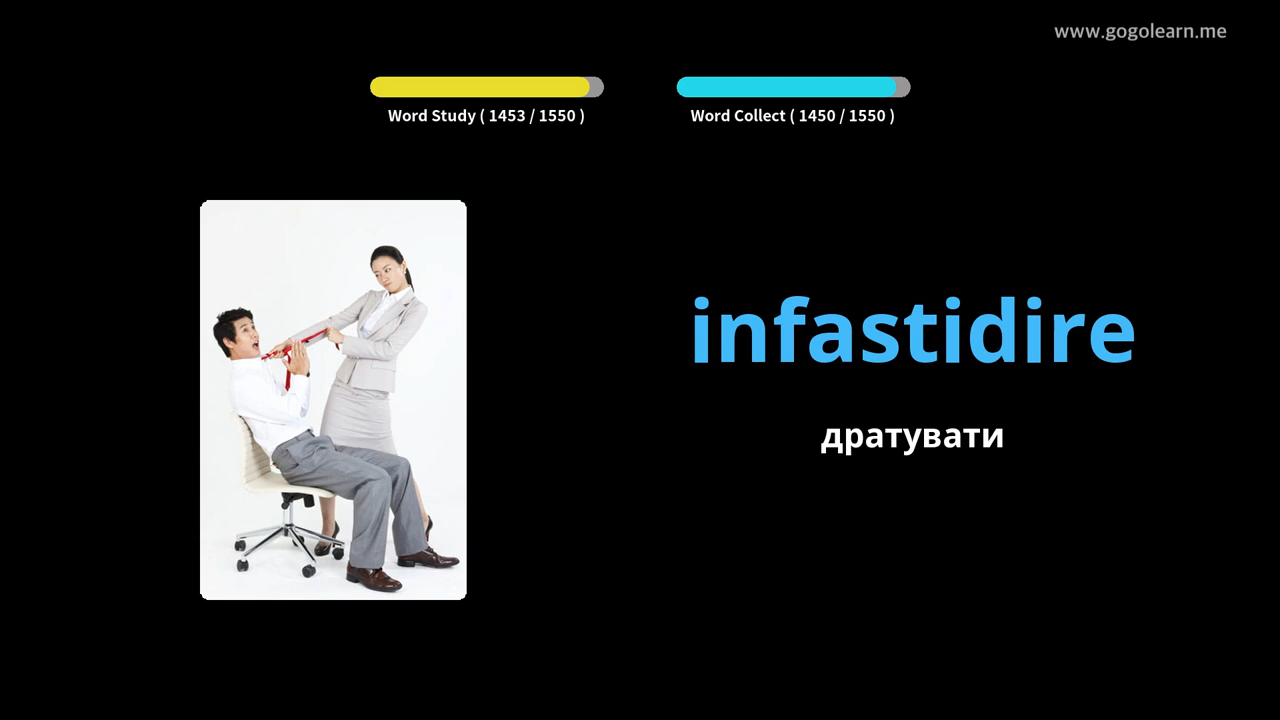 www.gogolearn.me
Word Study ( 1453 / 1550 )
Word Collect ( 1450 / 1550 )
infastidire
дратувати